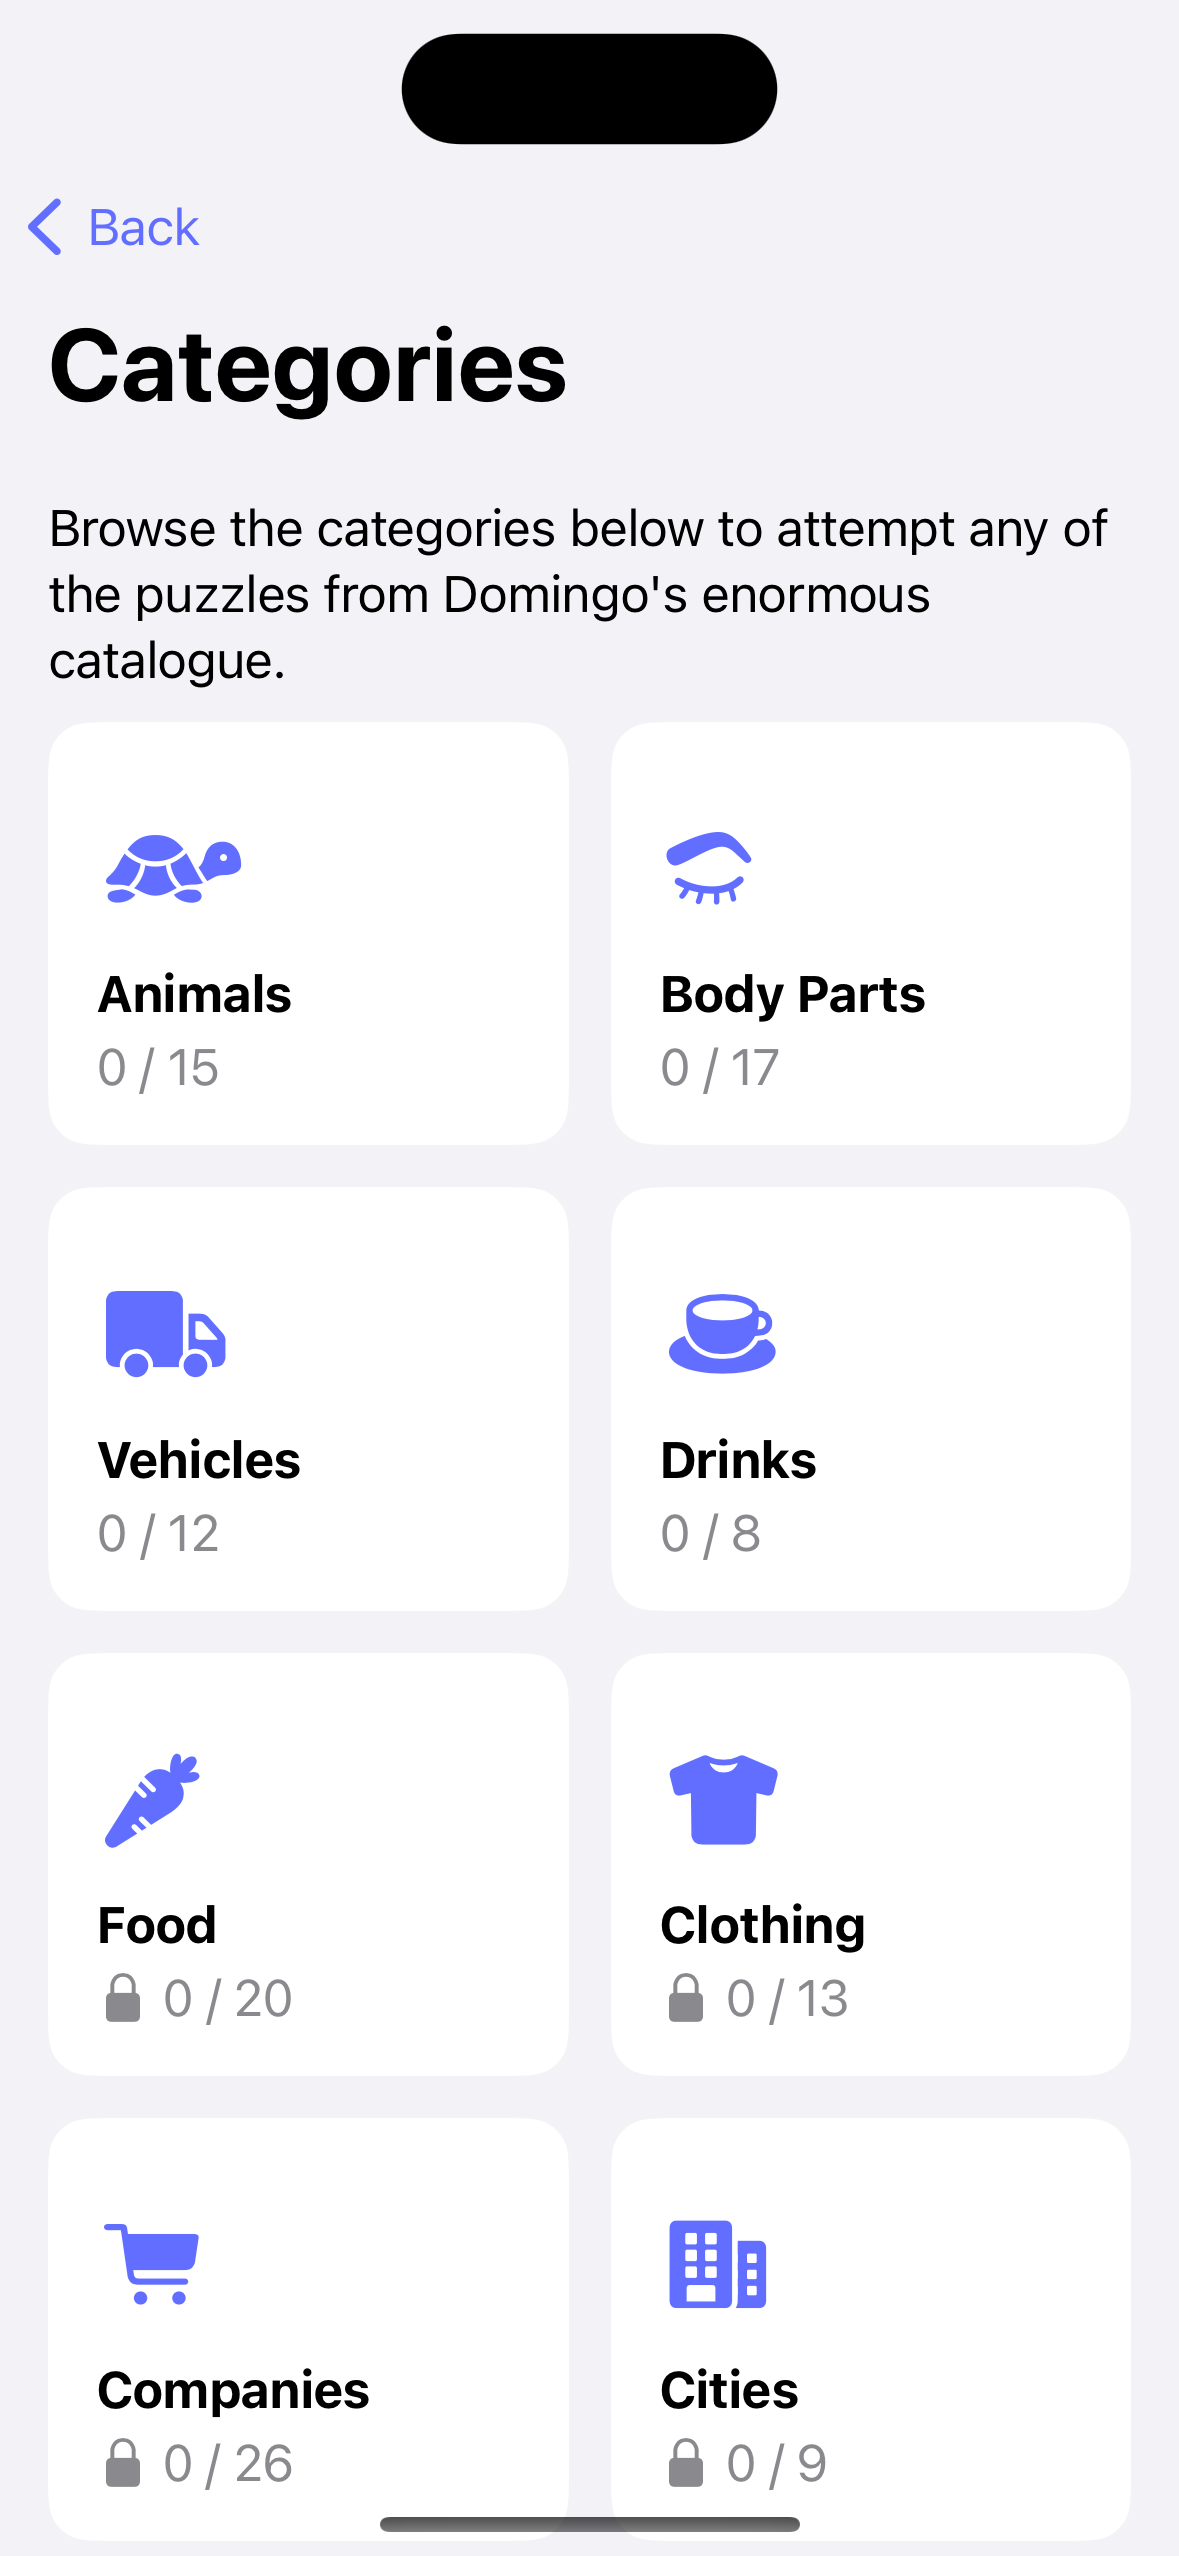 Back
Categories
Browse the categories below to attempt any of
the puzzles from Domingo's enormous
catalogue.
Animals
0 / 15
Body Parts
0 / 17
Vehicles
0 / 12
Drinks
0 / 8
Food
0 / 20
Clothing
0 / 13
Companies
0 / 26
Cities
0 / 9